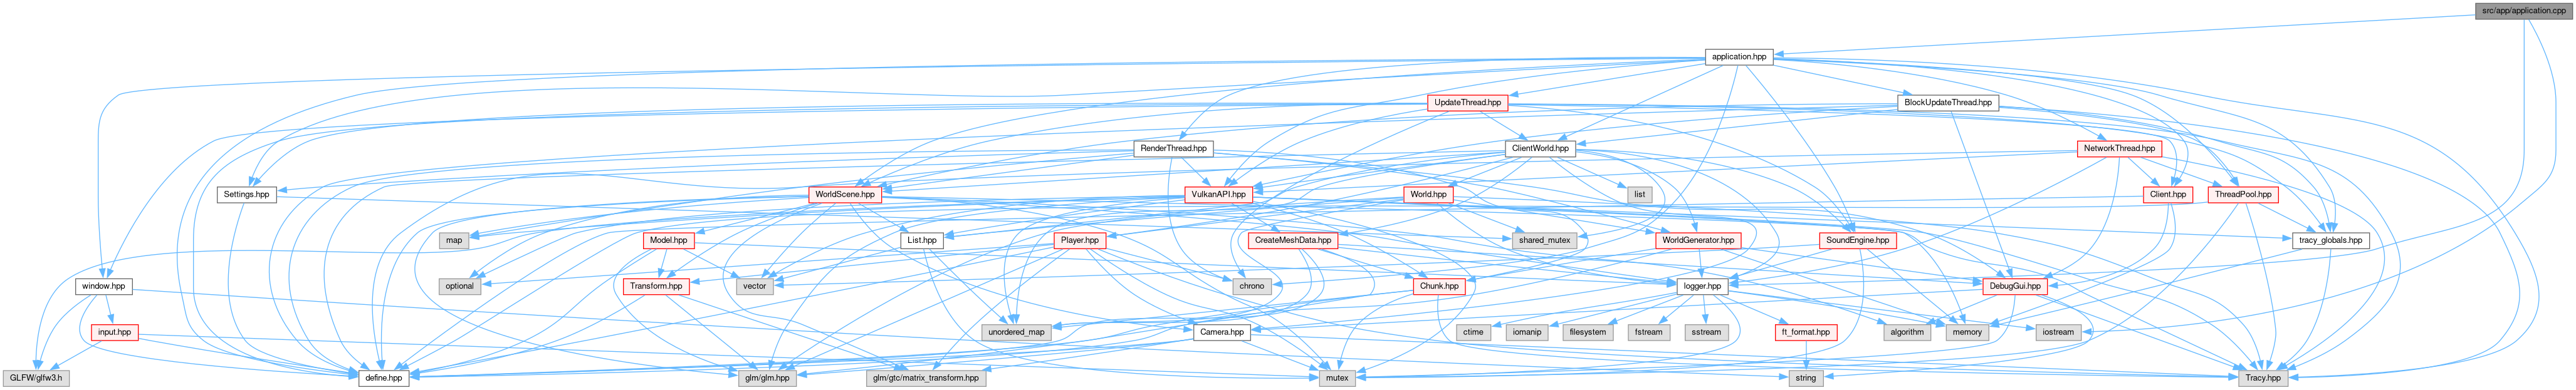 src/app/application.cpp
application.hpp
UpdateThread.hpp
BlockUpdateThread.hpp
RenderThread.hpp
ClientWorld.hpp
NetworkThread.hpp
Settings.hpp
WorldScene.hpp
VulkanAPI.hpp
World.hpp
list
Client.hpp
ThreadPool.hpp
map
Model.hpp
List.hpp
Player.hpp
CreateMeshData.hpp
shared_mutex
WorldGenerator.hpp
SoundEngine.hpp
tracy_globals.hpp
window.hpp
optional
Transform.hpp
vector
chrono
Chunk.hpp
logger.hpp
DebugGui.hpp
input.hpp
unordered_map
Camera.hpp
ctime
iomanip
filesystem
fstream
sstream
ft_format.hpp
algorithm
memory
iostream
GLFW/glfw3.h
define.hpp
glm/glm.hpp
glm/gtc/matrix_transform.hpp
mutex
string
Tracy.hpp